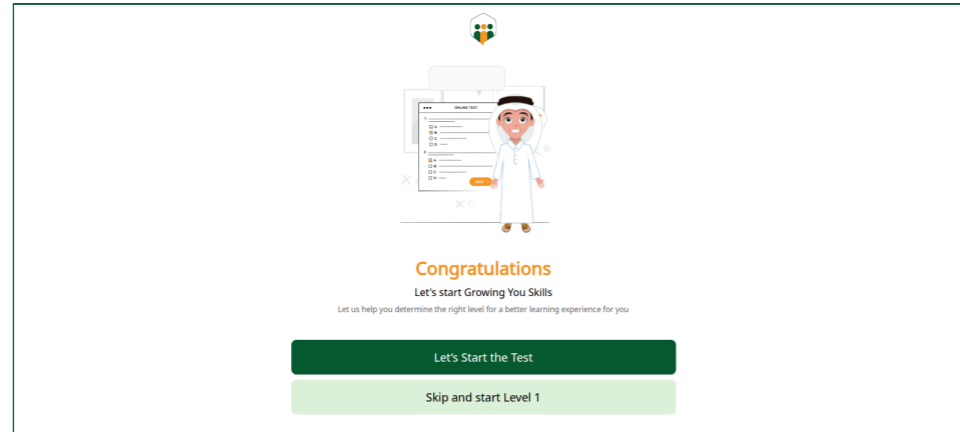 ONLINE TEST
A
B
C
D
A
B
C
D
NEXT
B
C
Congratulations
Let's start Growing You Skills
Let us help you determine the right level for a better learning experience for you
Let's Start the Test
Skip and start Level 1